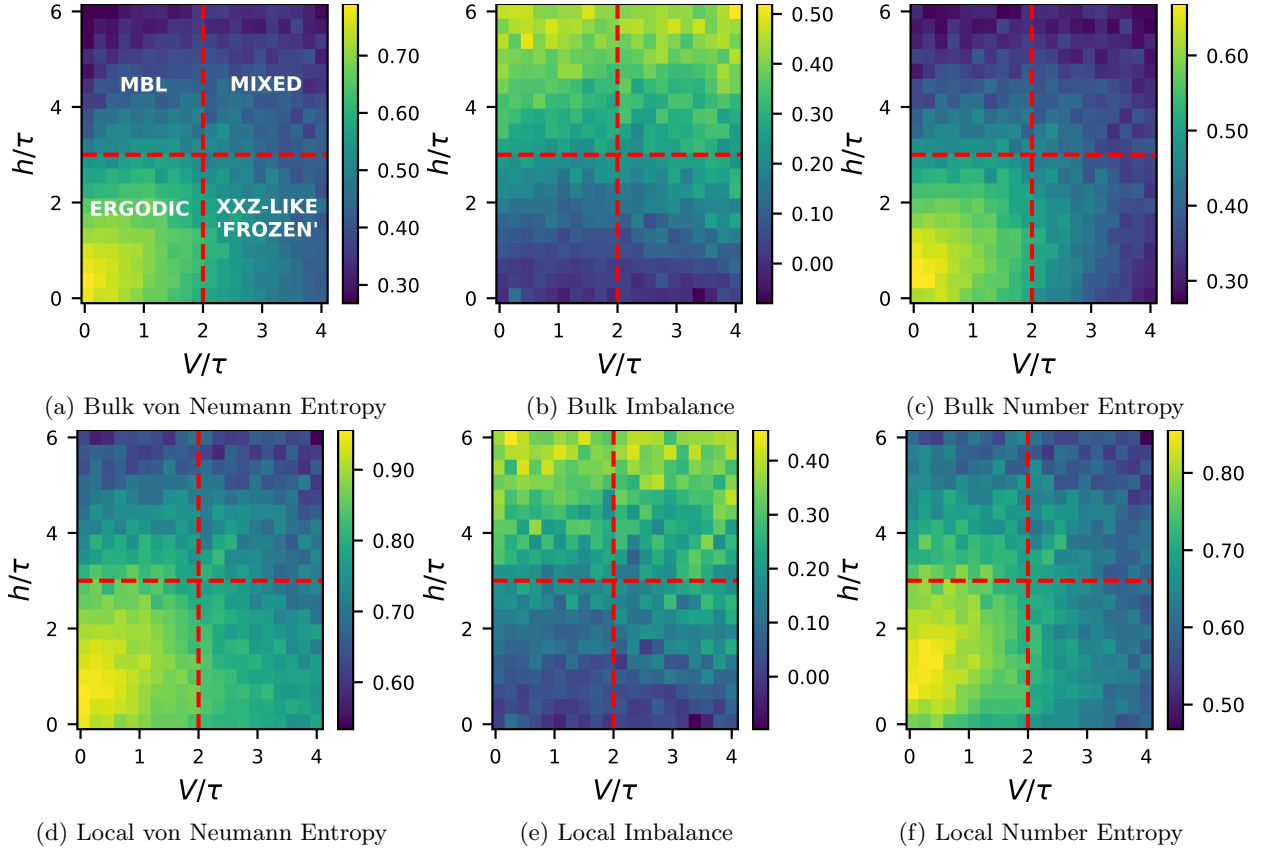 6
4
2
0
h/τ
MBL
MIXED
ERGODIC
XXZ-LIKE
'FROZEN'
0 1 2 3 4
V/τ
0.70
0.60
0.50
0.40
0.30
(a) Bulk von Neumann Entropy
6
4
2
0
h/τ
0 1 2 3 4
V/τ
0.50
0.40
0.30
0.20
0.10
0.00
(b) Bulk Imbalance
6
4
2
0
h/τ
0 1 2 3 4
V/τ
0.60
0.50
0.40
0.30
(c) Bulk Number Entropy
6
4
2
0
h/τ
0 1 2 3 4
V/τ
0.90
0.80
0.70
0.60
(d) Local von Neumann Entropy
6
4
2
0
h/τ
0 1 2 3 4
V/τ
0.40
0.30
0.20
0.10
0.00
(e) Local Imbalance
6
4
2
0
h/τ
0 1 2 3 4
V/τ
0.80
0.70
0.60
0.50
(f) Local Number Entropy